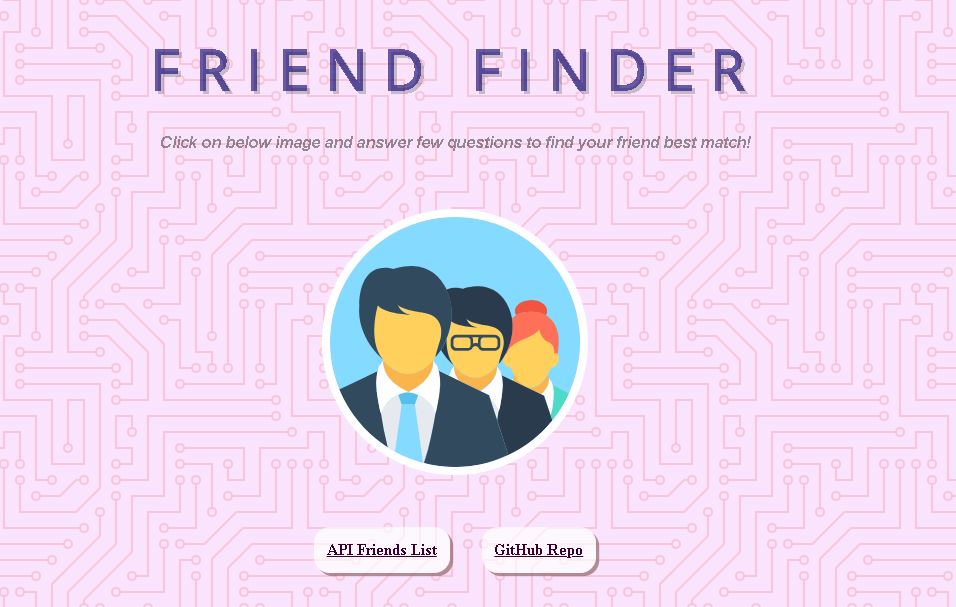 FRIEND FINDER
Click on below image and answer few questions to find your friend best match!
API Friends List
GitHub Repo